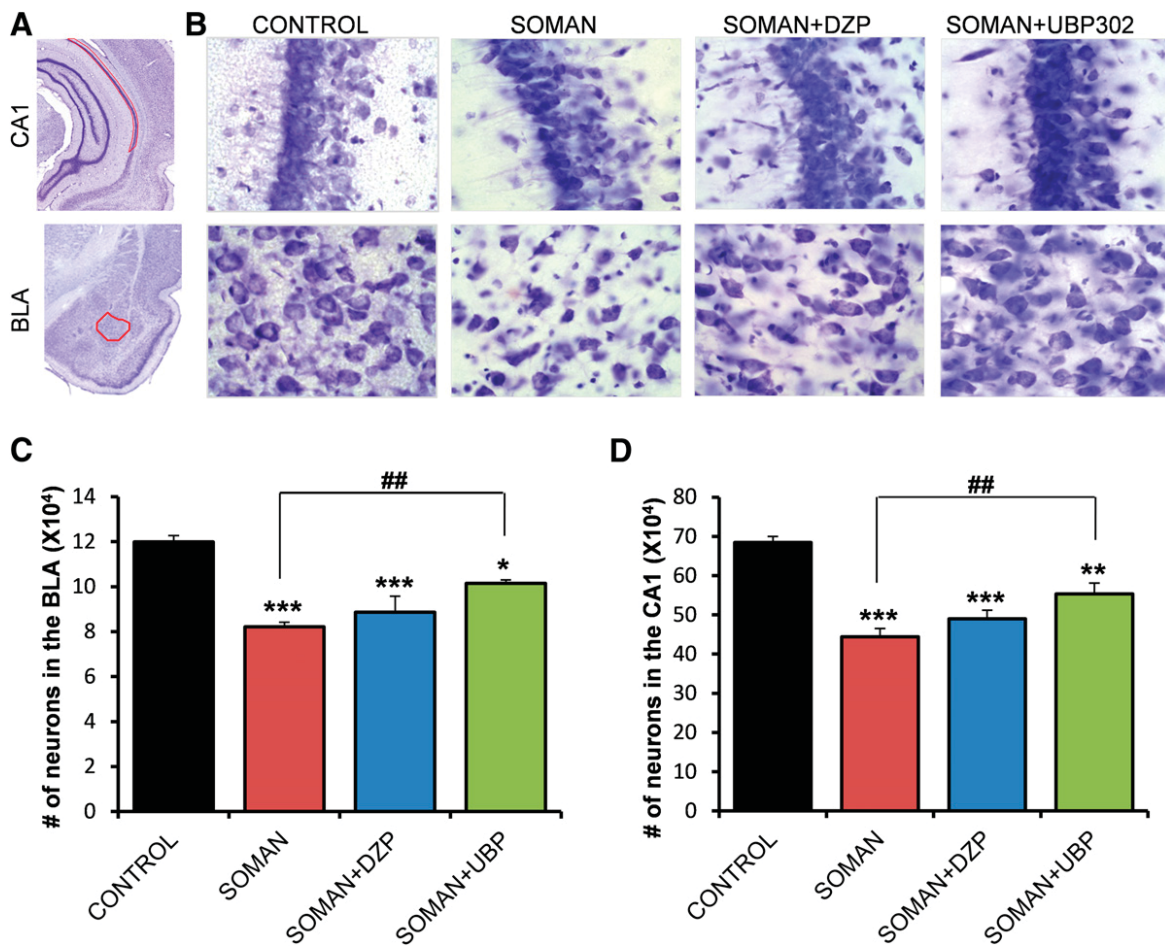 A
B
CONTROL
SOMAN
SOMAN+DZP
SOMAN+UBP302
CA1
BLA
C
# of neurons in the BLA (X10⁴)
14
12
10
8
6
4
2
0
***
***
*
##
CONTROL
SOMAN
SOMAN+DZP
SOMAN+UBP
D
# of neurons in the CA1 (X10⁴)
80
70
60
50
40
30
20
10
0
***
***
**
##
CONTROL
SOMAN
SOMAN+DZP
SOMAN+UBP